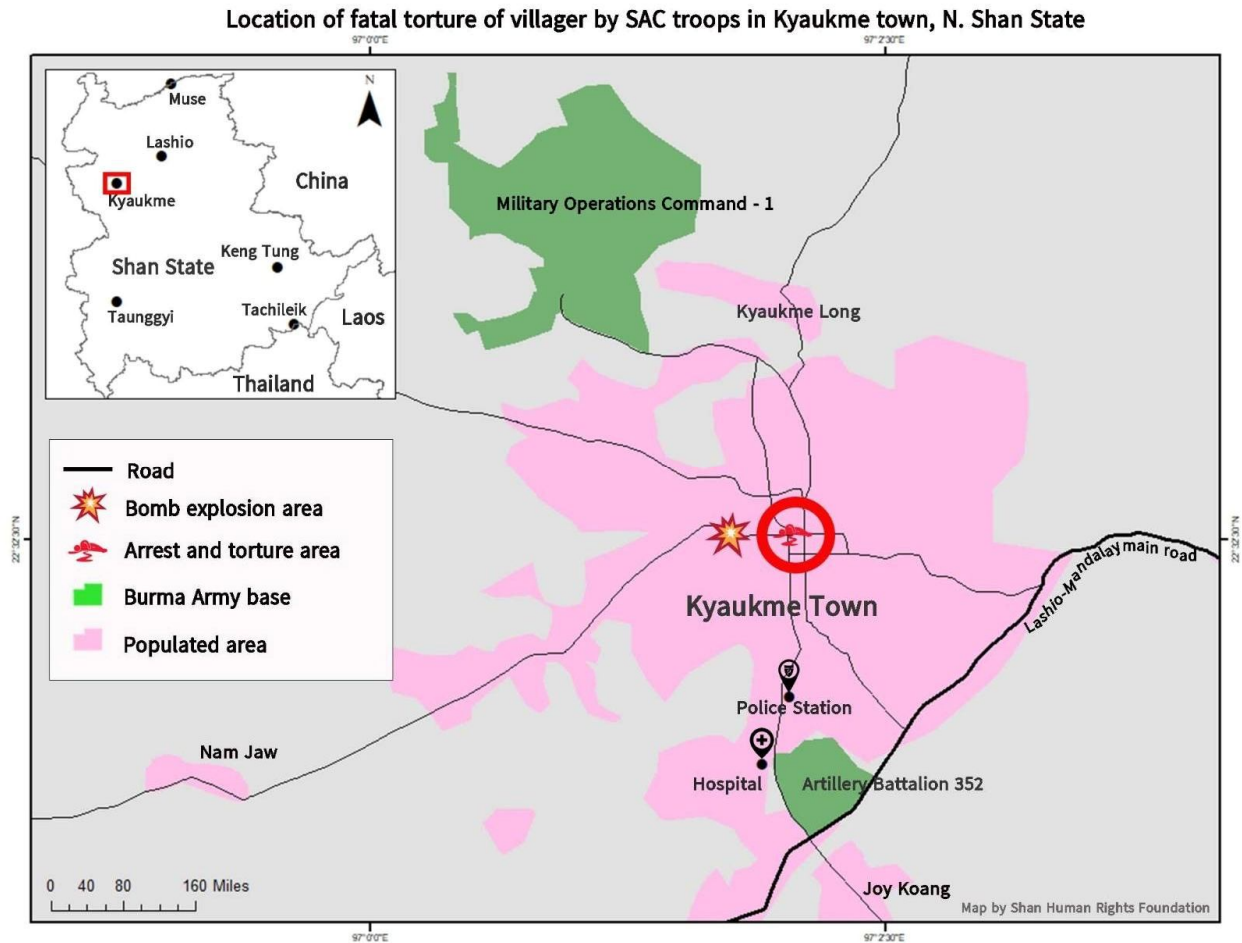 Location of fatal torture of villager by SAC troops in Kyaukme town, N. Shan State
97°0'0"E
97°2'30"E
N
Muse
Lashio
China
Kyaukme
Keng Tung
Shan State
Taunggyi
Tachileik
Laos
Thailand
Military Operations Command - 1
Kyaukme Long
Road
Bomb explosion area
Arrest and torture area
Burma Army base
Populated area
22°32'30"N
22°32'30"N
Lashio-Mandalay main road
Kyaukme Town
Police Station
Nam Jaw
Hospital
Artillery Battalion 352
Joy Koang
0 40 80 160 Miles
Map by Shan Human Rights Foundation
97°0'0"E
97°2'30"E